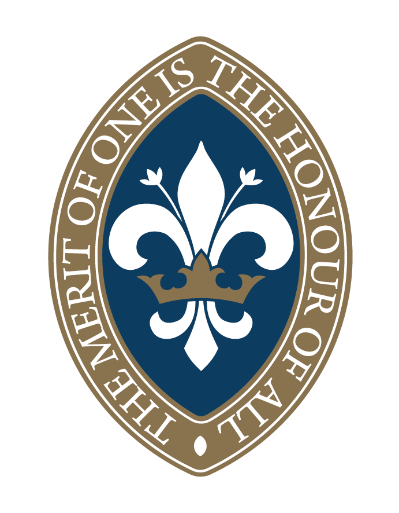 THE MERIT OF ONE IS THE HONOUR OF ALL